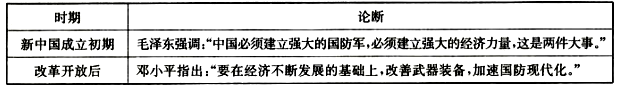 时期 论断
新中国成立初期 毛泽东强调:“中国必须建立强大的国防军,必须建立强大的经济力量,这是两件大事。”
改革开放后 邓小平指出:“要在经济不断发展的基础上,改善武器装备,加速国防现代化。”